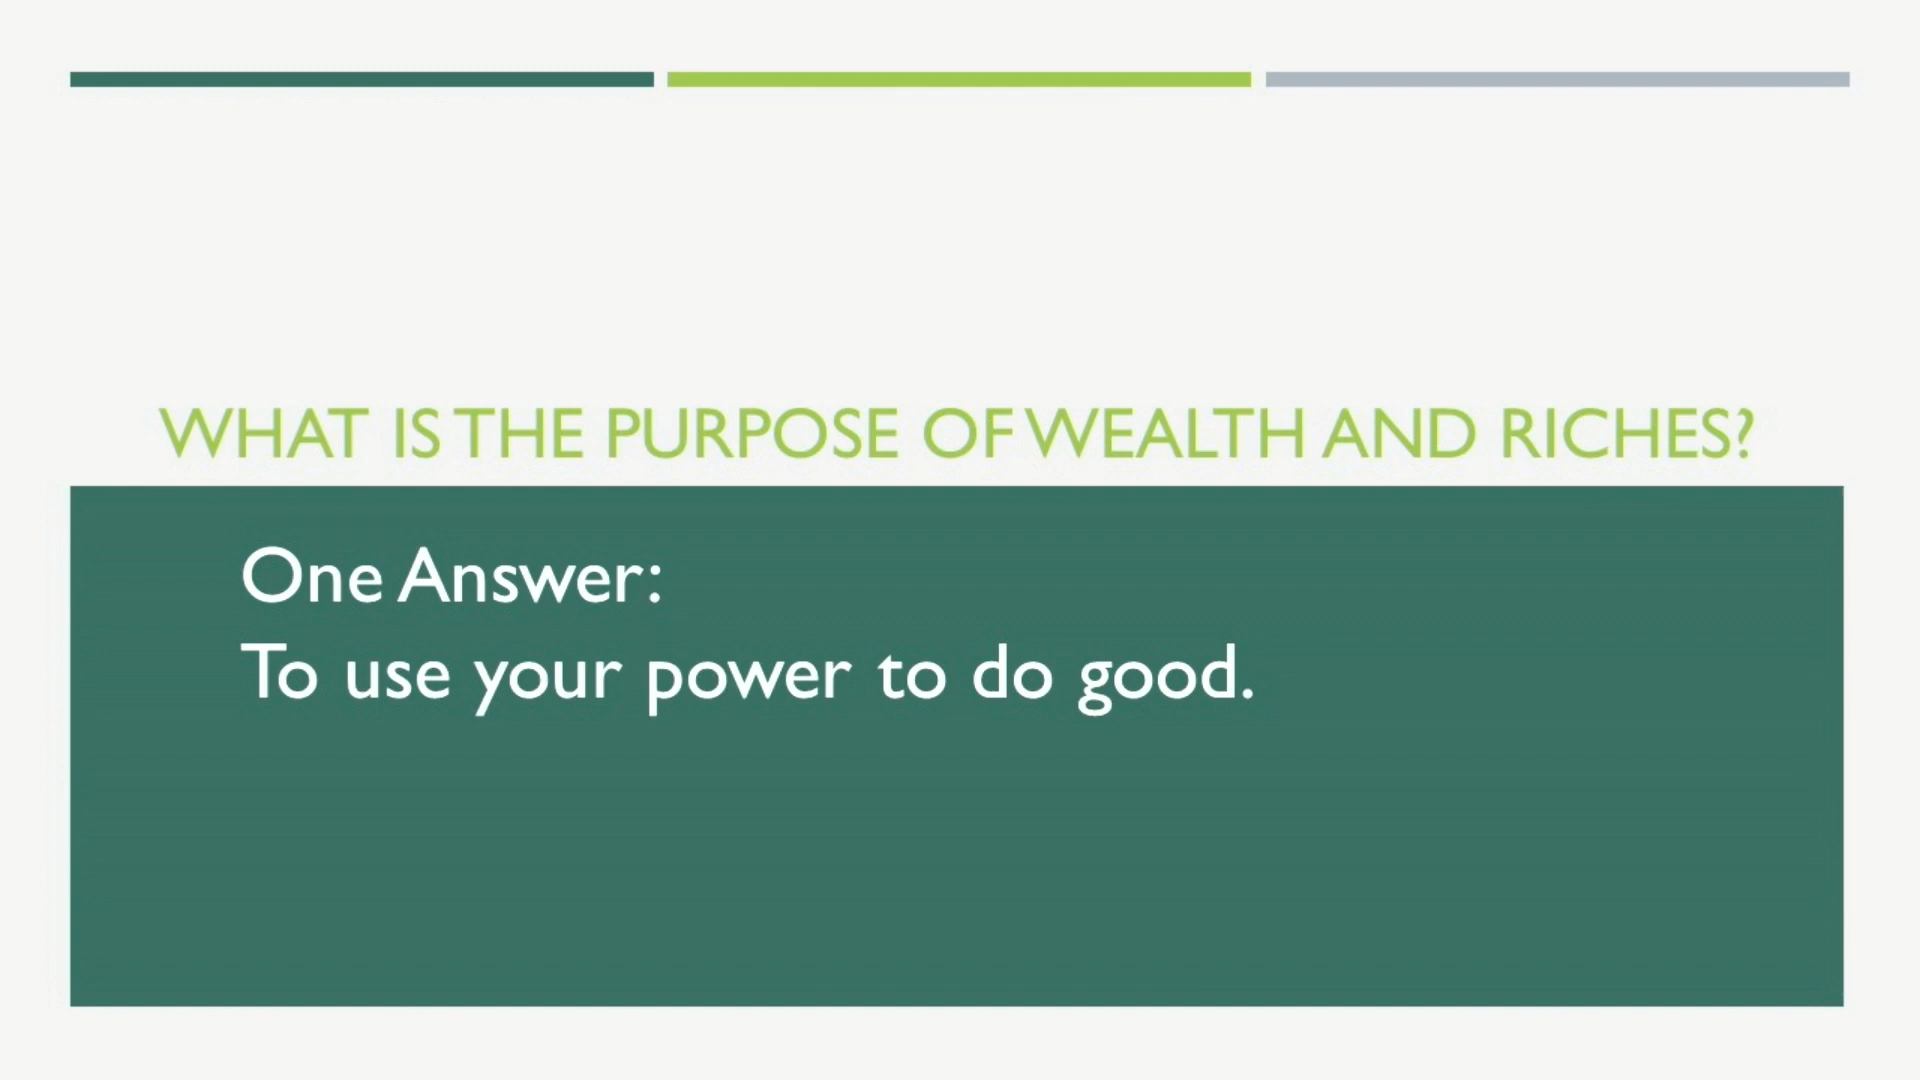 WHAT IS THE PURPOSE OF WEALTH AND RICHES?
One Answer:
To use your power to do good.